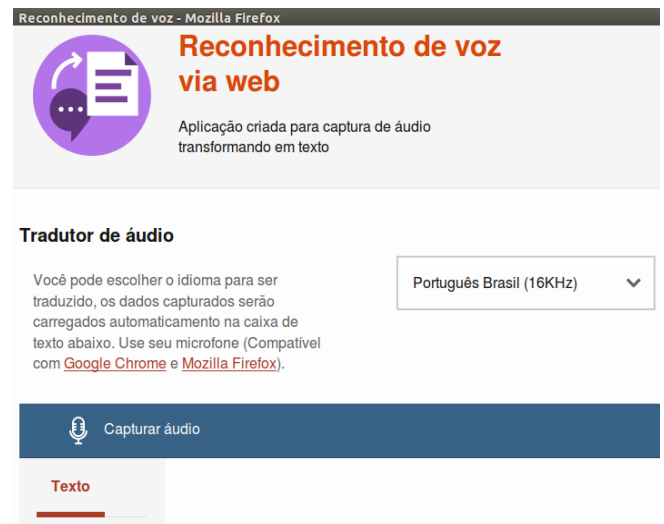 Reconhecimento de voz - Mozilla Firefox
Reconhecimento de voz
via web
Aplicação criada para captura de áudio
transformando em texto
Tradutor de áudio
Você pode escolher o idioma para ser
traduzido, os dados capturados serão
carregados automaticamento na caixa de
texto abaixo. Use seu microfone (Compatível
com Google Chrome e Mozilla Firefox).
Português Brasil (16KHz)
Capturar áudio
Texto